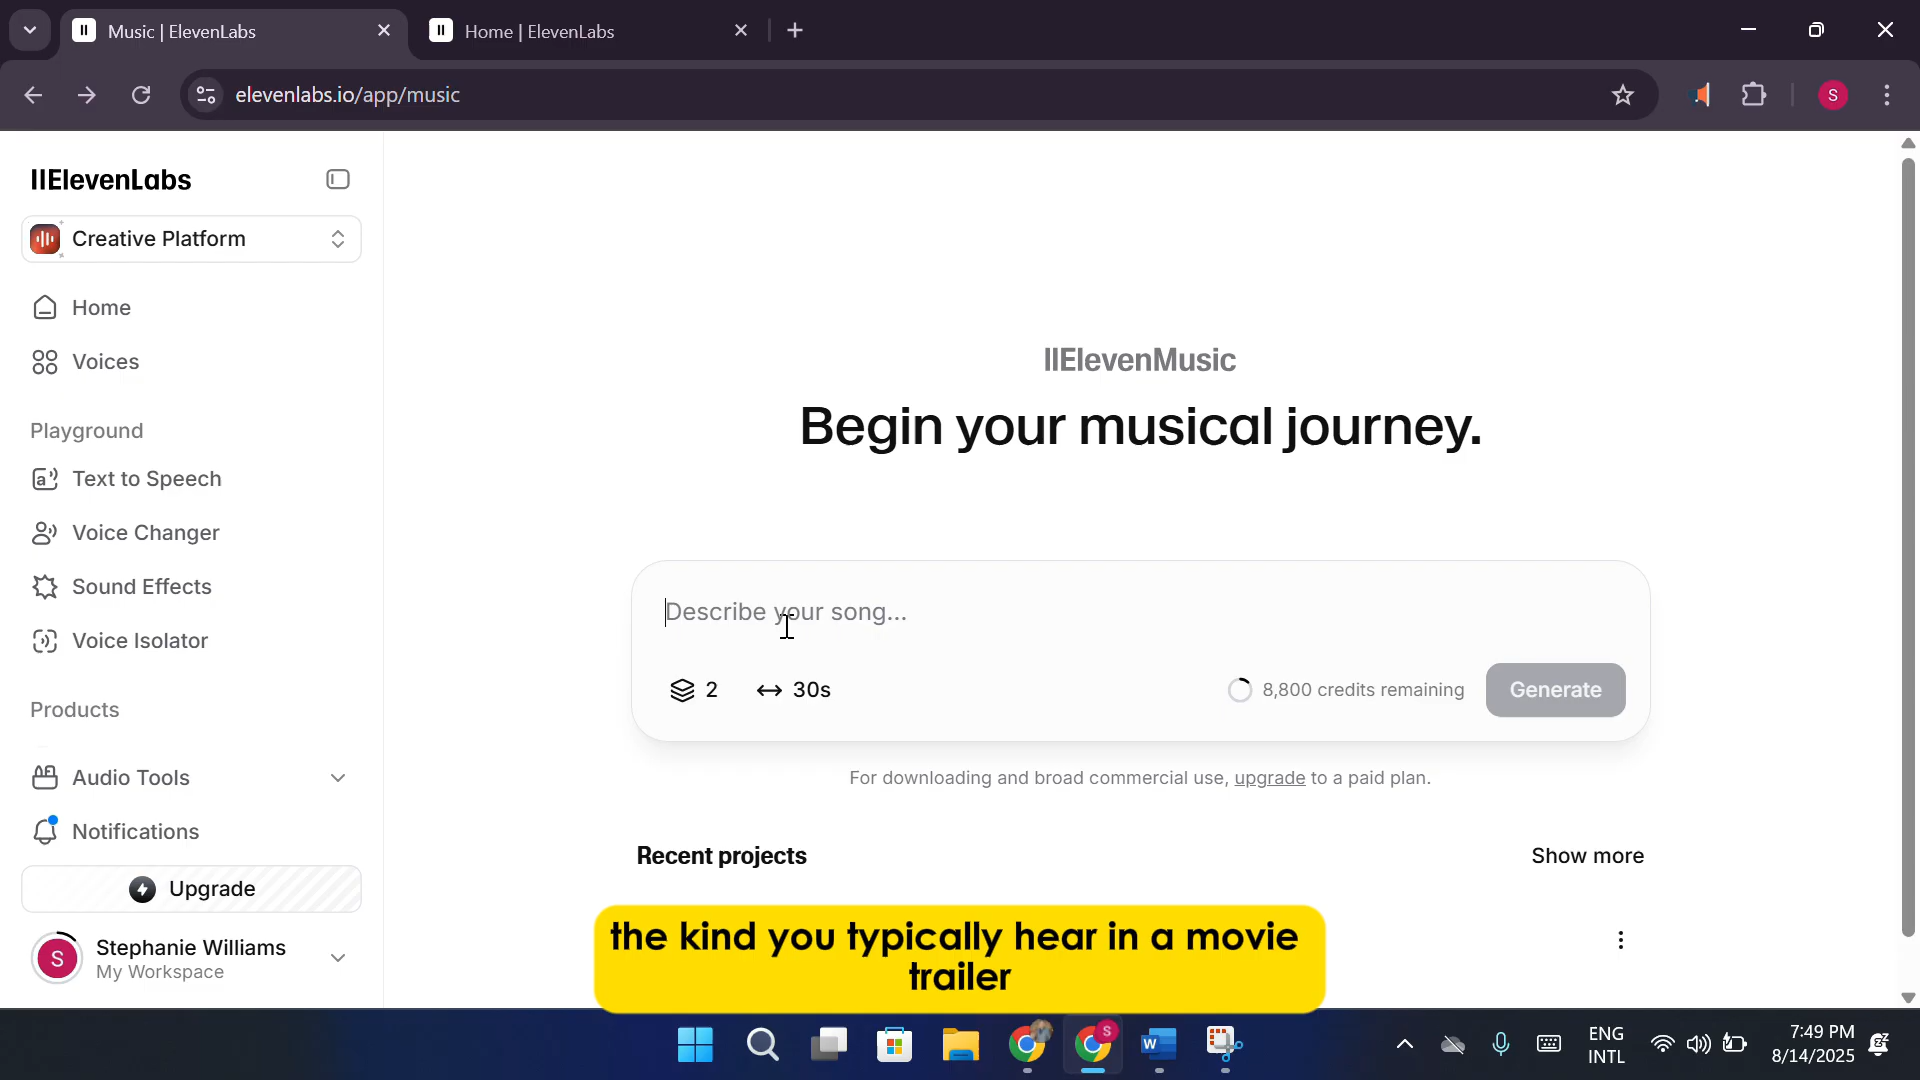 Music | ElevenLabs
Home | ElevenLabs
elevenlabs.io/app/music
S
IIElevenLabs
Creative Platform
Home
Voices
Playground
Text to Speech
Voice Changer
Sound Effects
Voice Isolator
Products
Audio Tools
Notifications
Upgrade
S
Stephanie Williams
My Workspace
IIElevenMusic
Begin your musical journey.
Describe your song...
2
30s
8,800 credits remaining
Generate
For downloading and broad commercial use, upgrade to a paid plan.
Recent projects
Show more
the kind you typically hear in a movie
trailer
S
W
ENG
INTL
7:49 PM
8/14/2025